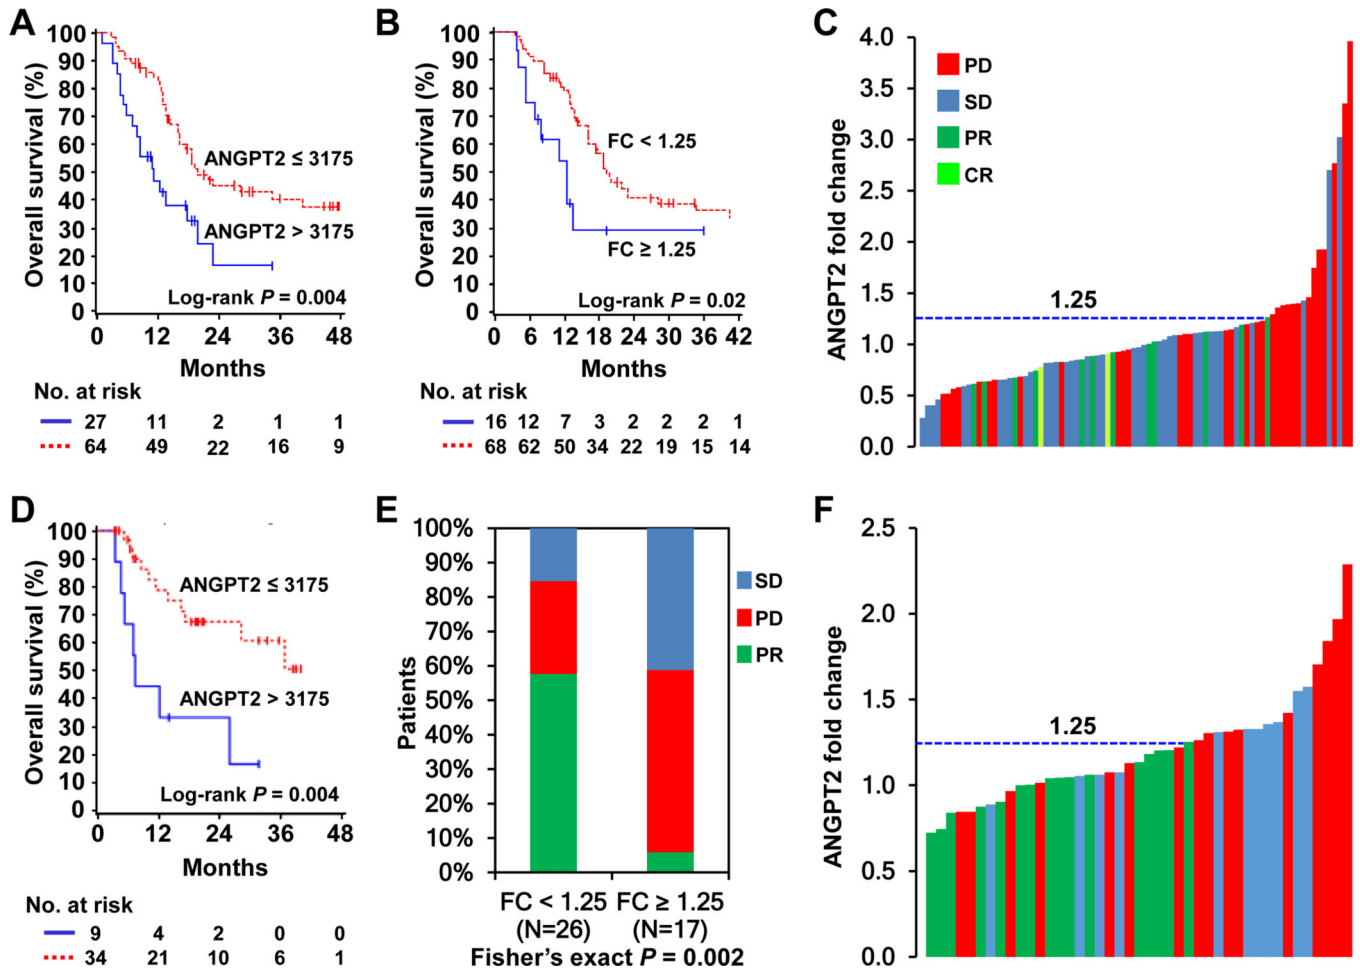 A
100
90
80
70
60
50
40
30
20
10
0
Overall survival (%)
ANGPT2 ≤ 3175
ANGPT2 > 3175
Log-rank P = 0.004
0 12 24 36 48
Months
No. at risk
27 11 2 1 1
64 49 22 16 9
B
100
90
80
70
60
50
40
30
20
10
0
Overall survival (%)
FC < 1.25
FC ≥ 1.25
Log-rank P = 0.02
0 6 12 18 24 30 36 42
Months
No. at risk
16 12 7 3 2 2 2 1
68 62 50 34 22 19 15 14
C
4.0
3.5
3.0
2.5
2.0
1.5
1.0
0.5
0.0
ANGPT2 fold change
PD
SD
PR
CR
1.25
D
100
90
80
70
60
50
40
30
20
10
0
Overall survival (%)
ANGPT2 ≤ 3175
ANGPT2 > 3175
Log-rank P = 0.004
0 12 24 36 48
Months
No. at risk
9 4 2 0 0
34 21 10 6 1
E
100%
90%
80%
70%
60%
50%
40%
30%
20%
10%
0%
Patients
SD
PD
PR
FC < 1.25 FC ≥ 1.25
(N=26) (N=17)
Fisher's exact P = 0.002
F
2.5
2.0
1.5
1.0
0.5
0.0
ANGPT2 fold change
1.25